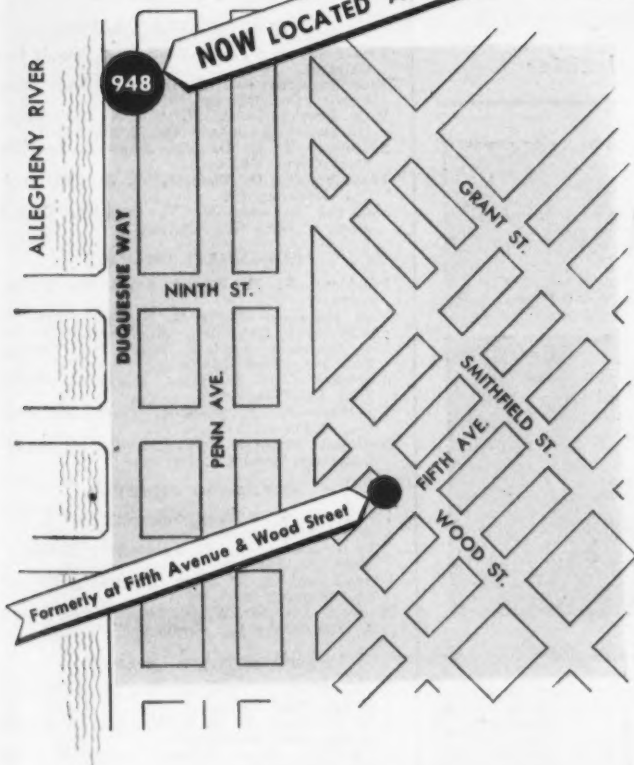 NOW LOCATED
948
ALLEGHENY RIVER
DUQUESNE WAY
GRANT ST.
NINTH ST.
SMITHFIELD ST.
PENN AVE.
FIFTH AVE.
Formerly at Fifth Avenue & Wood Street
WOOD ST.